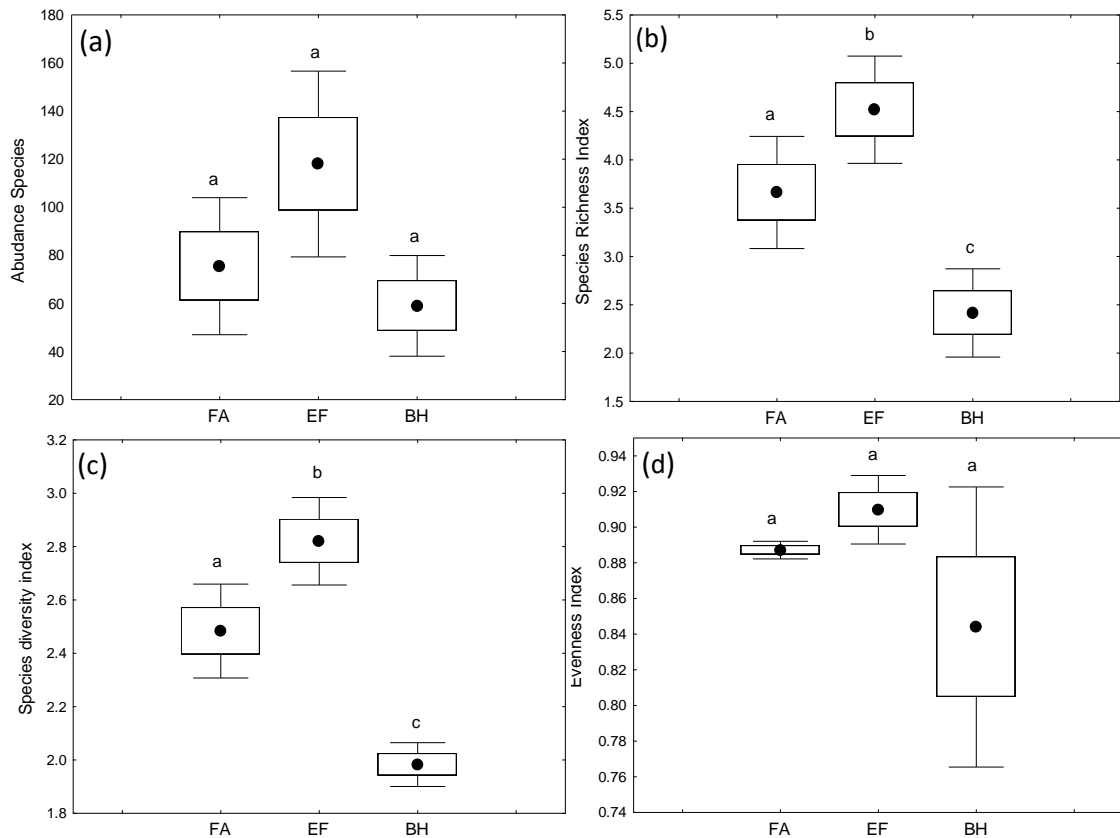 (a)
Abudance Species
180
160
140
120
100
80
60
40
20
a
a
a
FA
EF
BH
(b)
Species Richness Index
5.5
5.0
4.5
4.0
3.5
3.0
2.5
2.0
1.5
a
b
c
FA
EF
BH
(c)
Species diversity index
3.2
3.0
2.8
2.6
2.4
2.2
2.0
1.8
a
b
c
FA
EF
BH
(d)
Evenness Index
0.94
0.92
0.90
0.88
0.86
0.84
0.82
0.80
0.78
0.76
0.74
a
a
a
FA
EF
BH